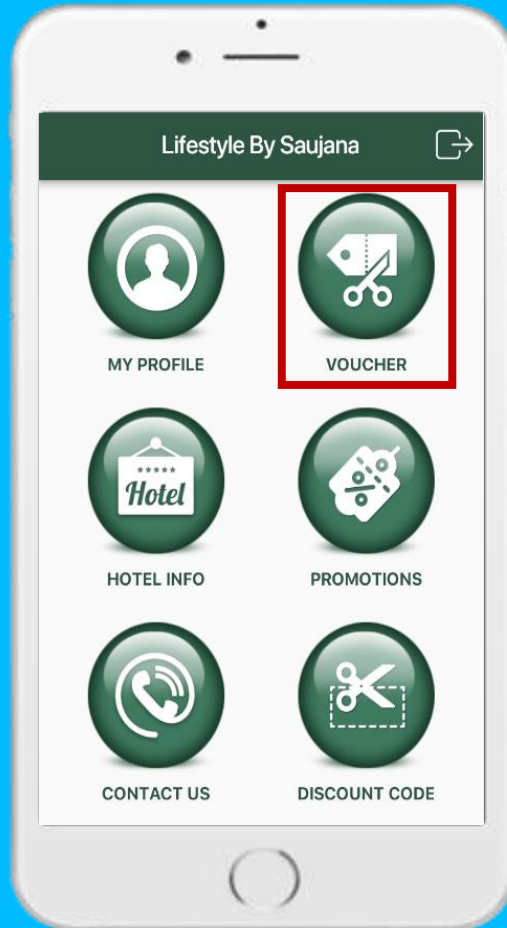 Lifestyle By Saujana
MY PROFILE
VOUCHER
Hotel
HOTEL INFO
PROMOTIONS
CONTACT US
DISCOUNT CODE